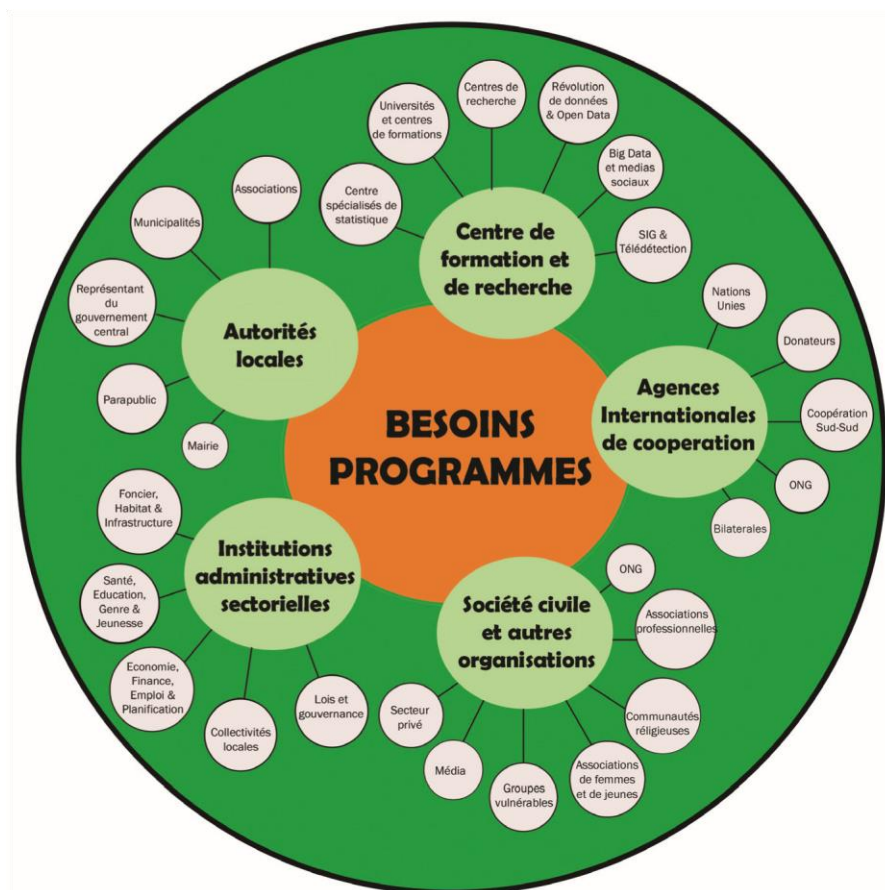 BESOINS
PROGRAMMES
Centre de
formation et
de recherche
Centre
spécialisés de
statistique
Universités
et centres
de formations
Centres de
recherche
Révolution
de données
& Open Data
Big Data
et medias
sociaux
SIG &
Télédétection
Agences
Internationales
de cooperation
Nations
Unies
Donateurs
Coopération
Sud-Sud
ONG
Bilaterales
Société civile
et autres
organisations
ONG
Associations
professionnelles
Communautés
réligieuses
Associations
de femmes
et de jeunes
Groupes
vulnérables
Média
Secteur
privé
Institutions
administratives
sectorielles
Lois et
gouvernance
Collectivités
locales
Economie,
Finance,
Emploi &
Planification
Santé,
Education,
Genre &
Jeunesse
Foncier,
Habitat &
Infrastructure
Autorités
locales
Mairie
Parapublic
Représentant
du
gouvernement
central
Municipalités
Associations